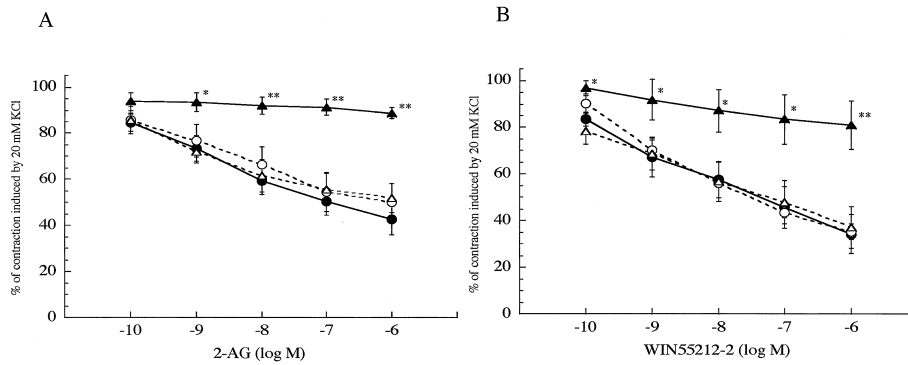 A
% of contraction induced by 20 mM KCl
100
80
60
40
20
0
* ** ** **
-10 -9 -8 -7 -6
2-AG (log M)
B
% of contraction induced by 20 mM KCl
100
80
60
40
20
0
* * * * **
-10 -9 -8 -7 -6
WIN55212-2 (log M)